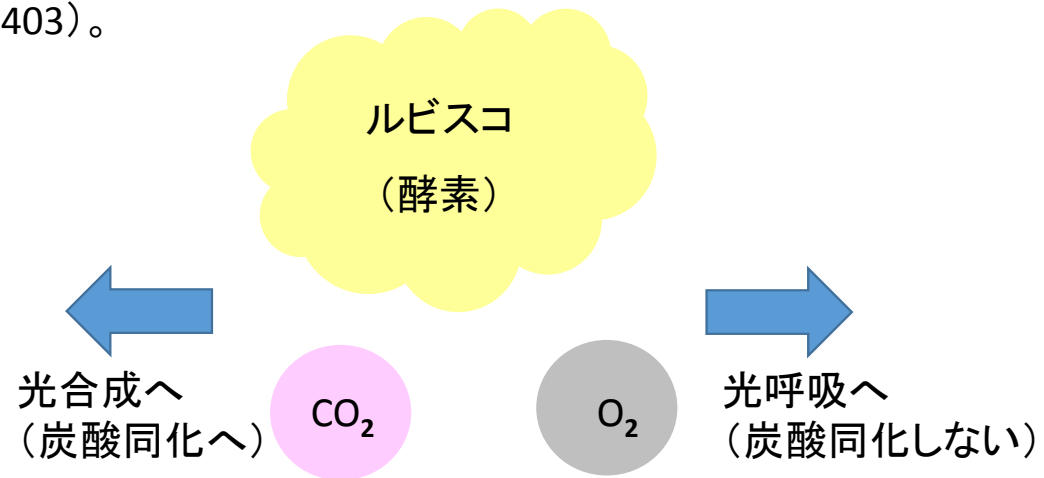 403）。
ルビスコ
（酵素）
光合成へ
（炭酸同化へ）
CO₂
O₂
光呼吸へ
（炭酸同化しない）